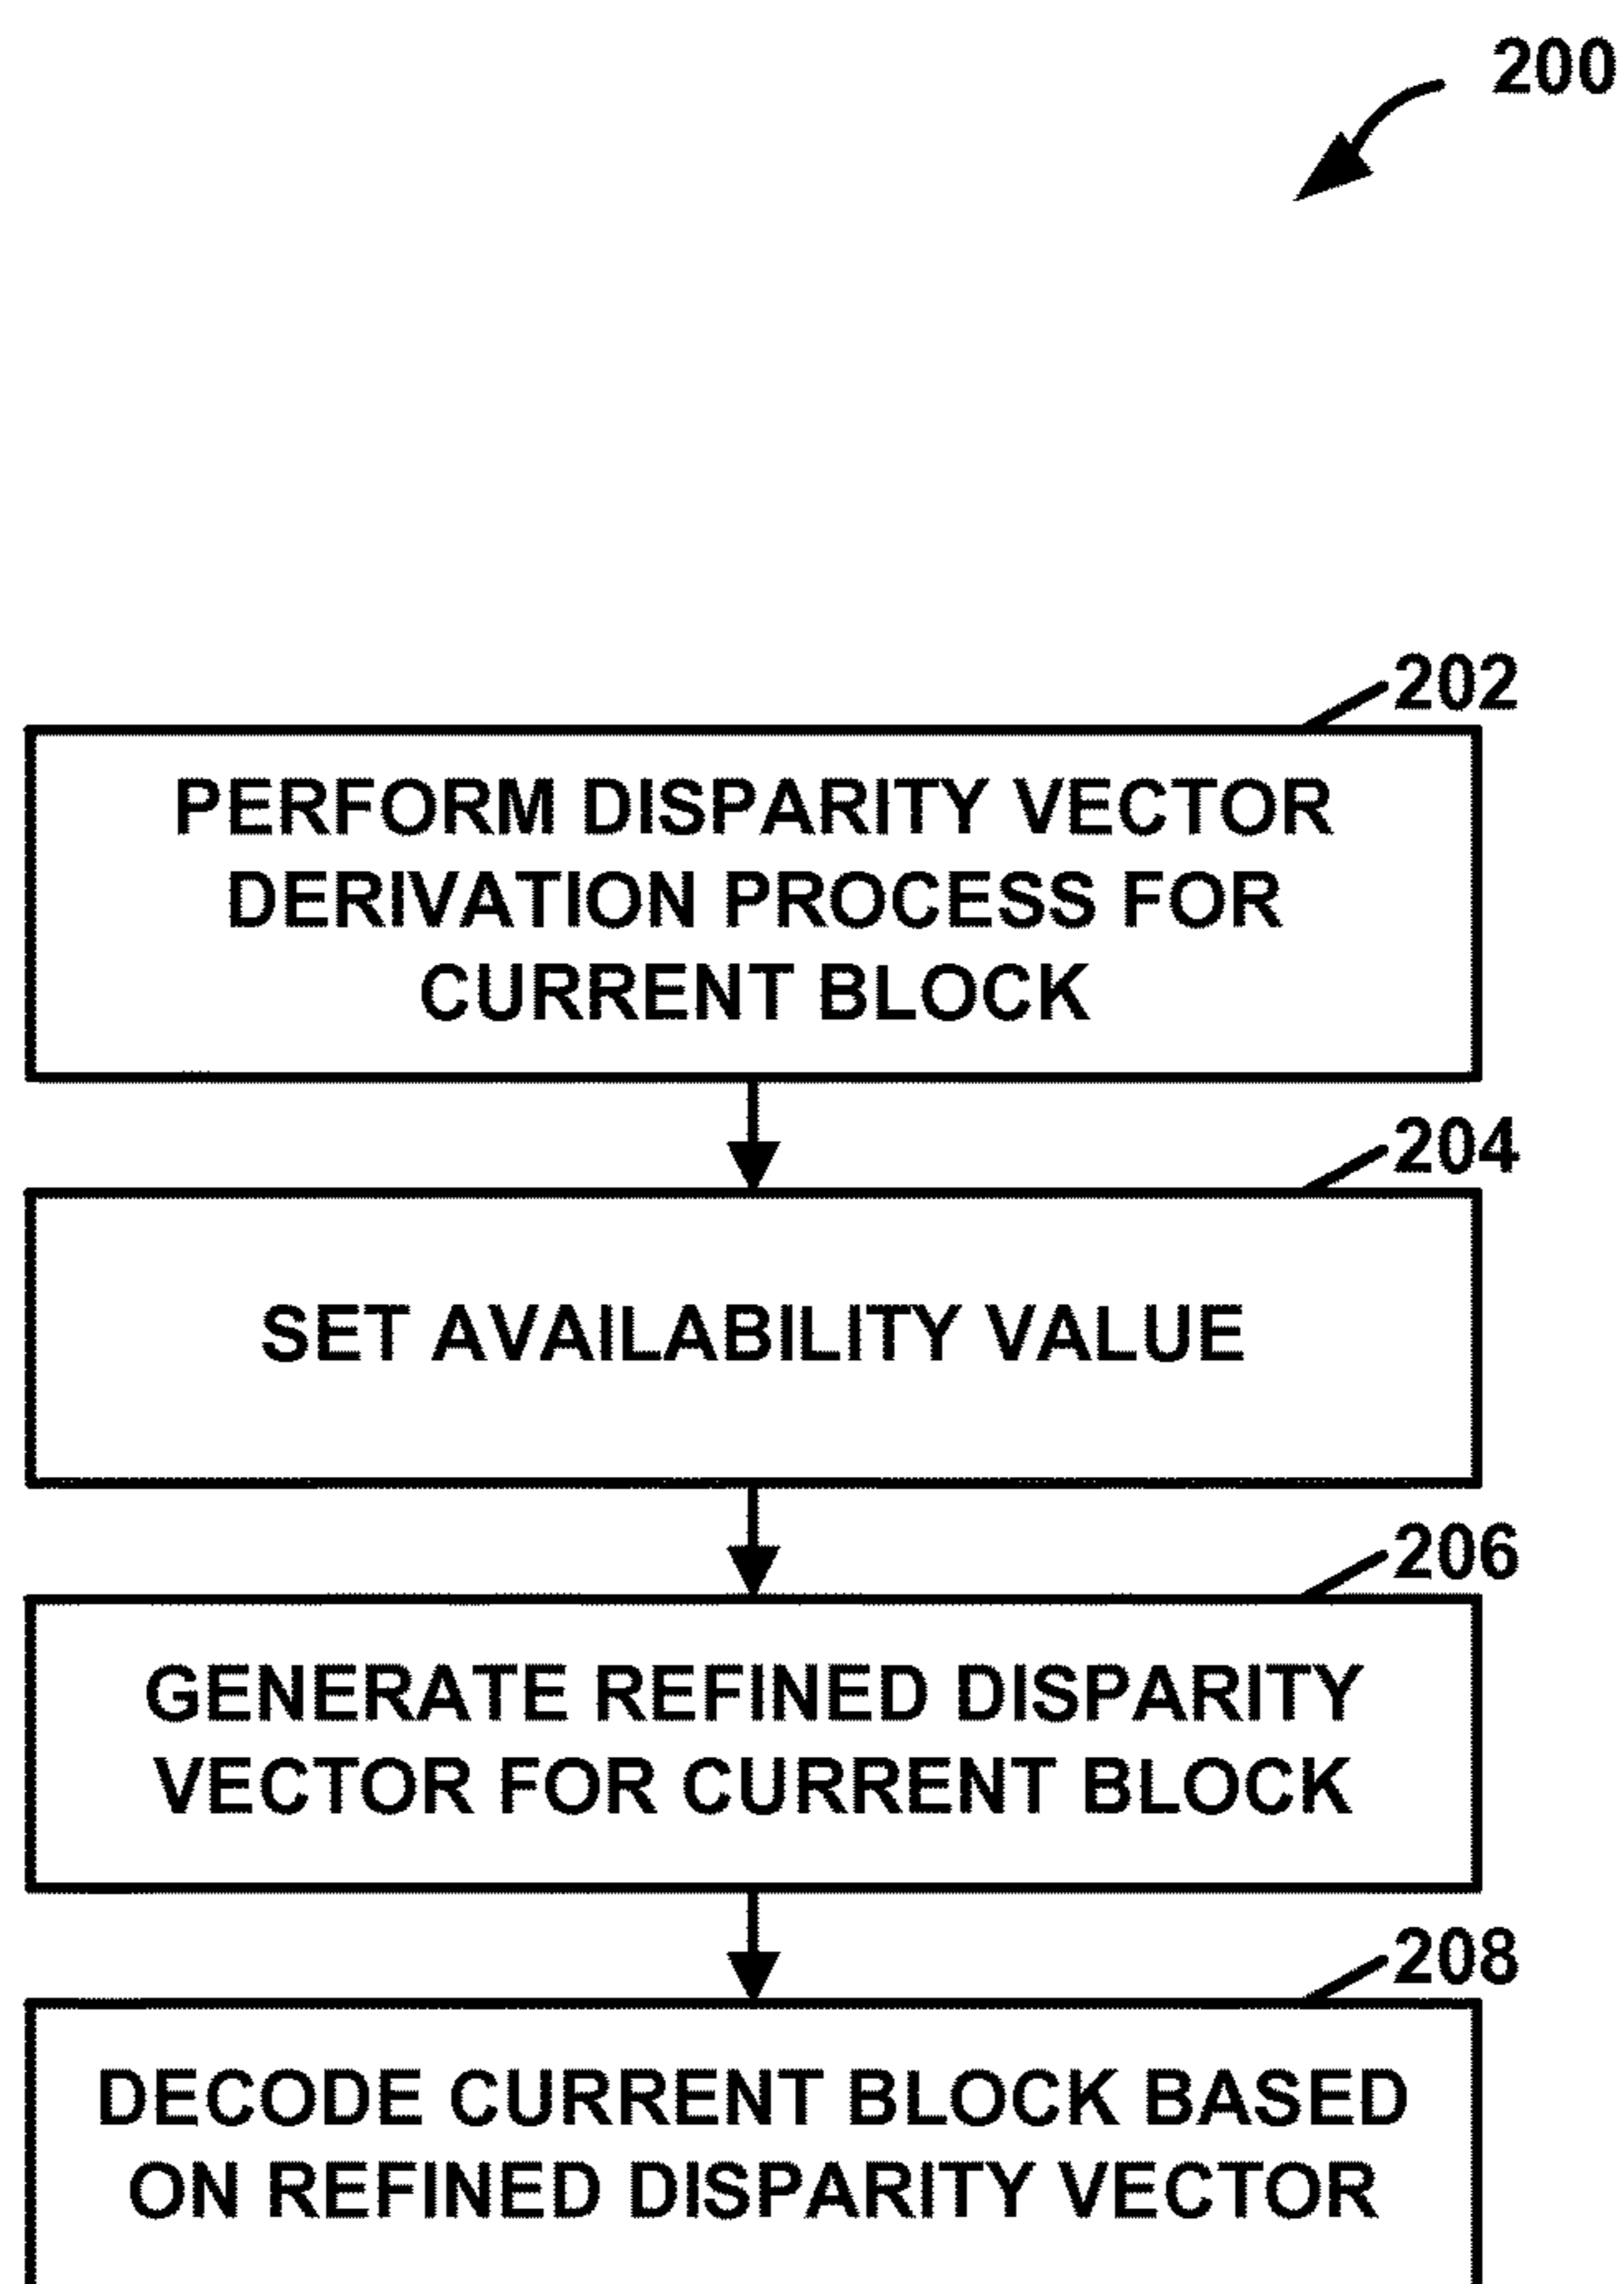 200
202
PERFORM DISPARITY VECTOR
DERIVATION PROCESS FOR
CURRENT BLOCK
204
SET AVAILABILITY VALUE
206
GENERATE REFINED DISPARITY
VECTOR FOR CURRENT BLOCK
208
DECODE CURRENT BLOCK BASED
ON REFINED DISPARITY VECTOR